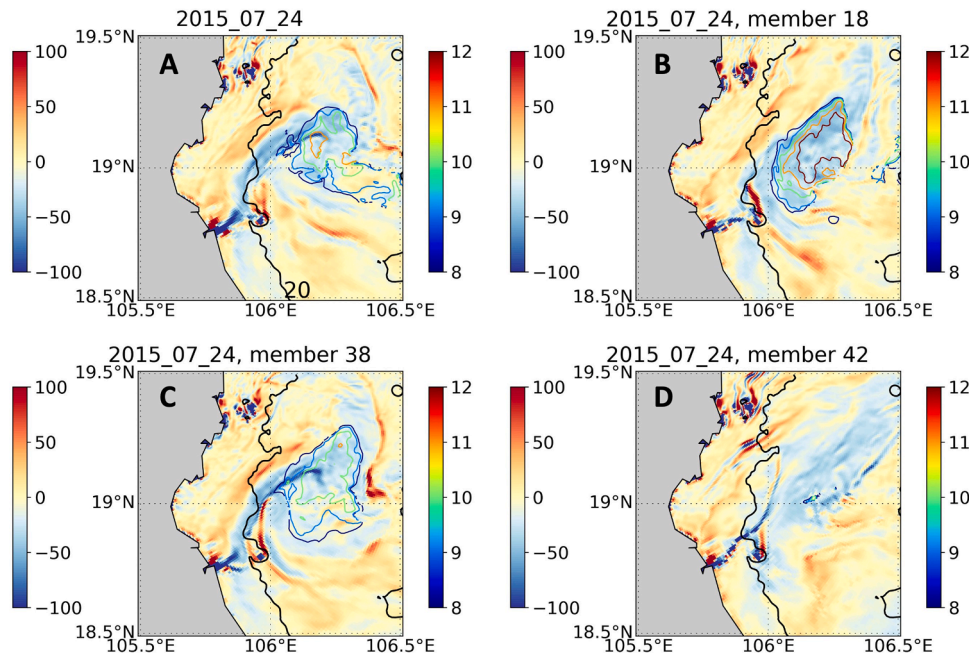 2015_07_24
2015_07_24, member 18
100
50
0
−50
−100
19.5°N
19°N
18.5°N
A
20
105.5°E
106°E
106.5°E
12
11
10
9
8
100
50
0
−50
−100
19.5°N
19°N
18.5°N
B
105.5°E
106°E
106.5°E
12
11
10
9
8
2015_07_24, member 38
2015_07_24, member 42
100
50
0
−50
−100
19.5°N
19°N
18.5°N
C
105.5°E
106°E
106.5°E
12
11
10
9
8
100
50
0
−50
−100
19.5°N
19°N
18.5°N
D
105.5°E
106°E
106.5°E
12
11
10
9
8